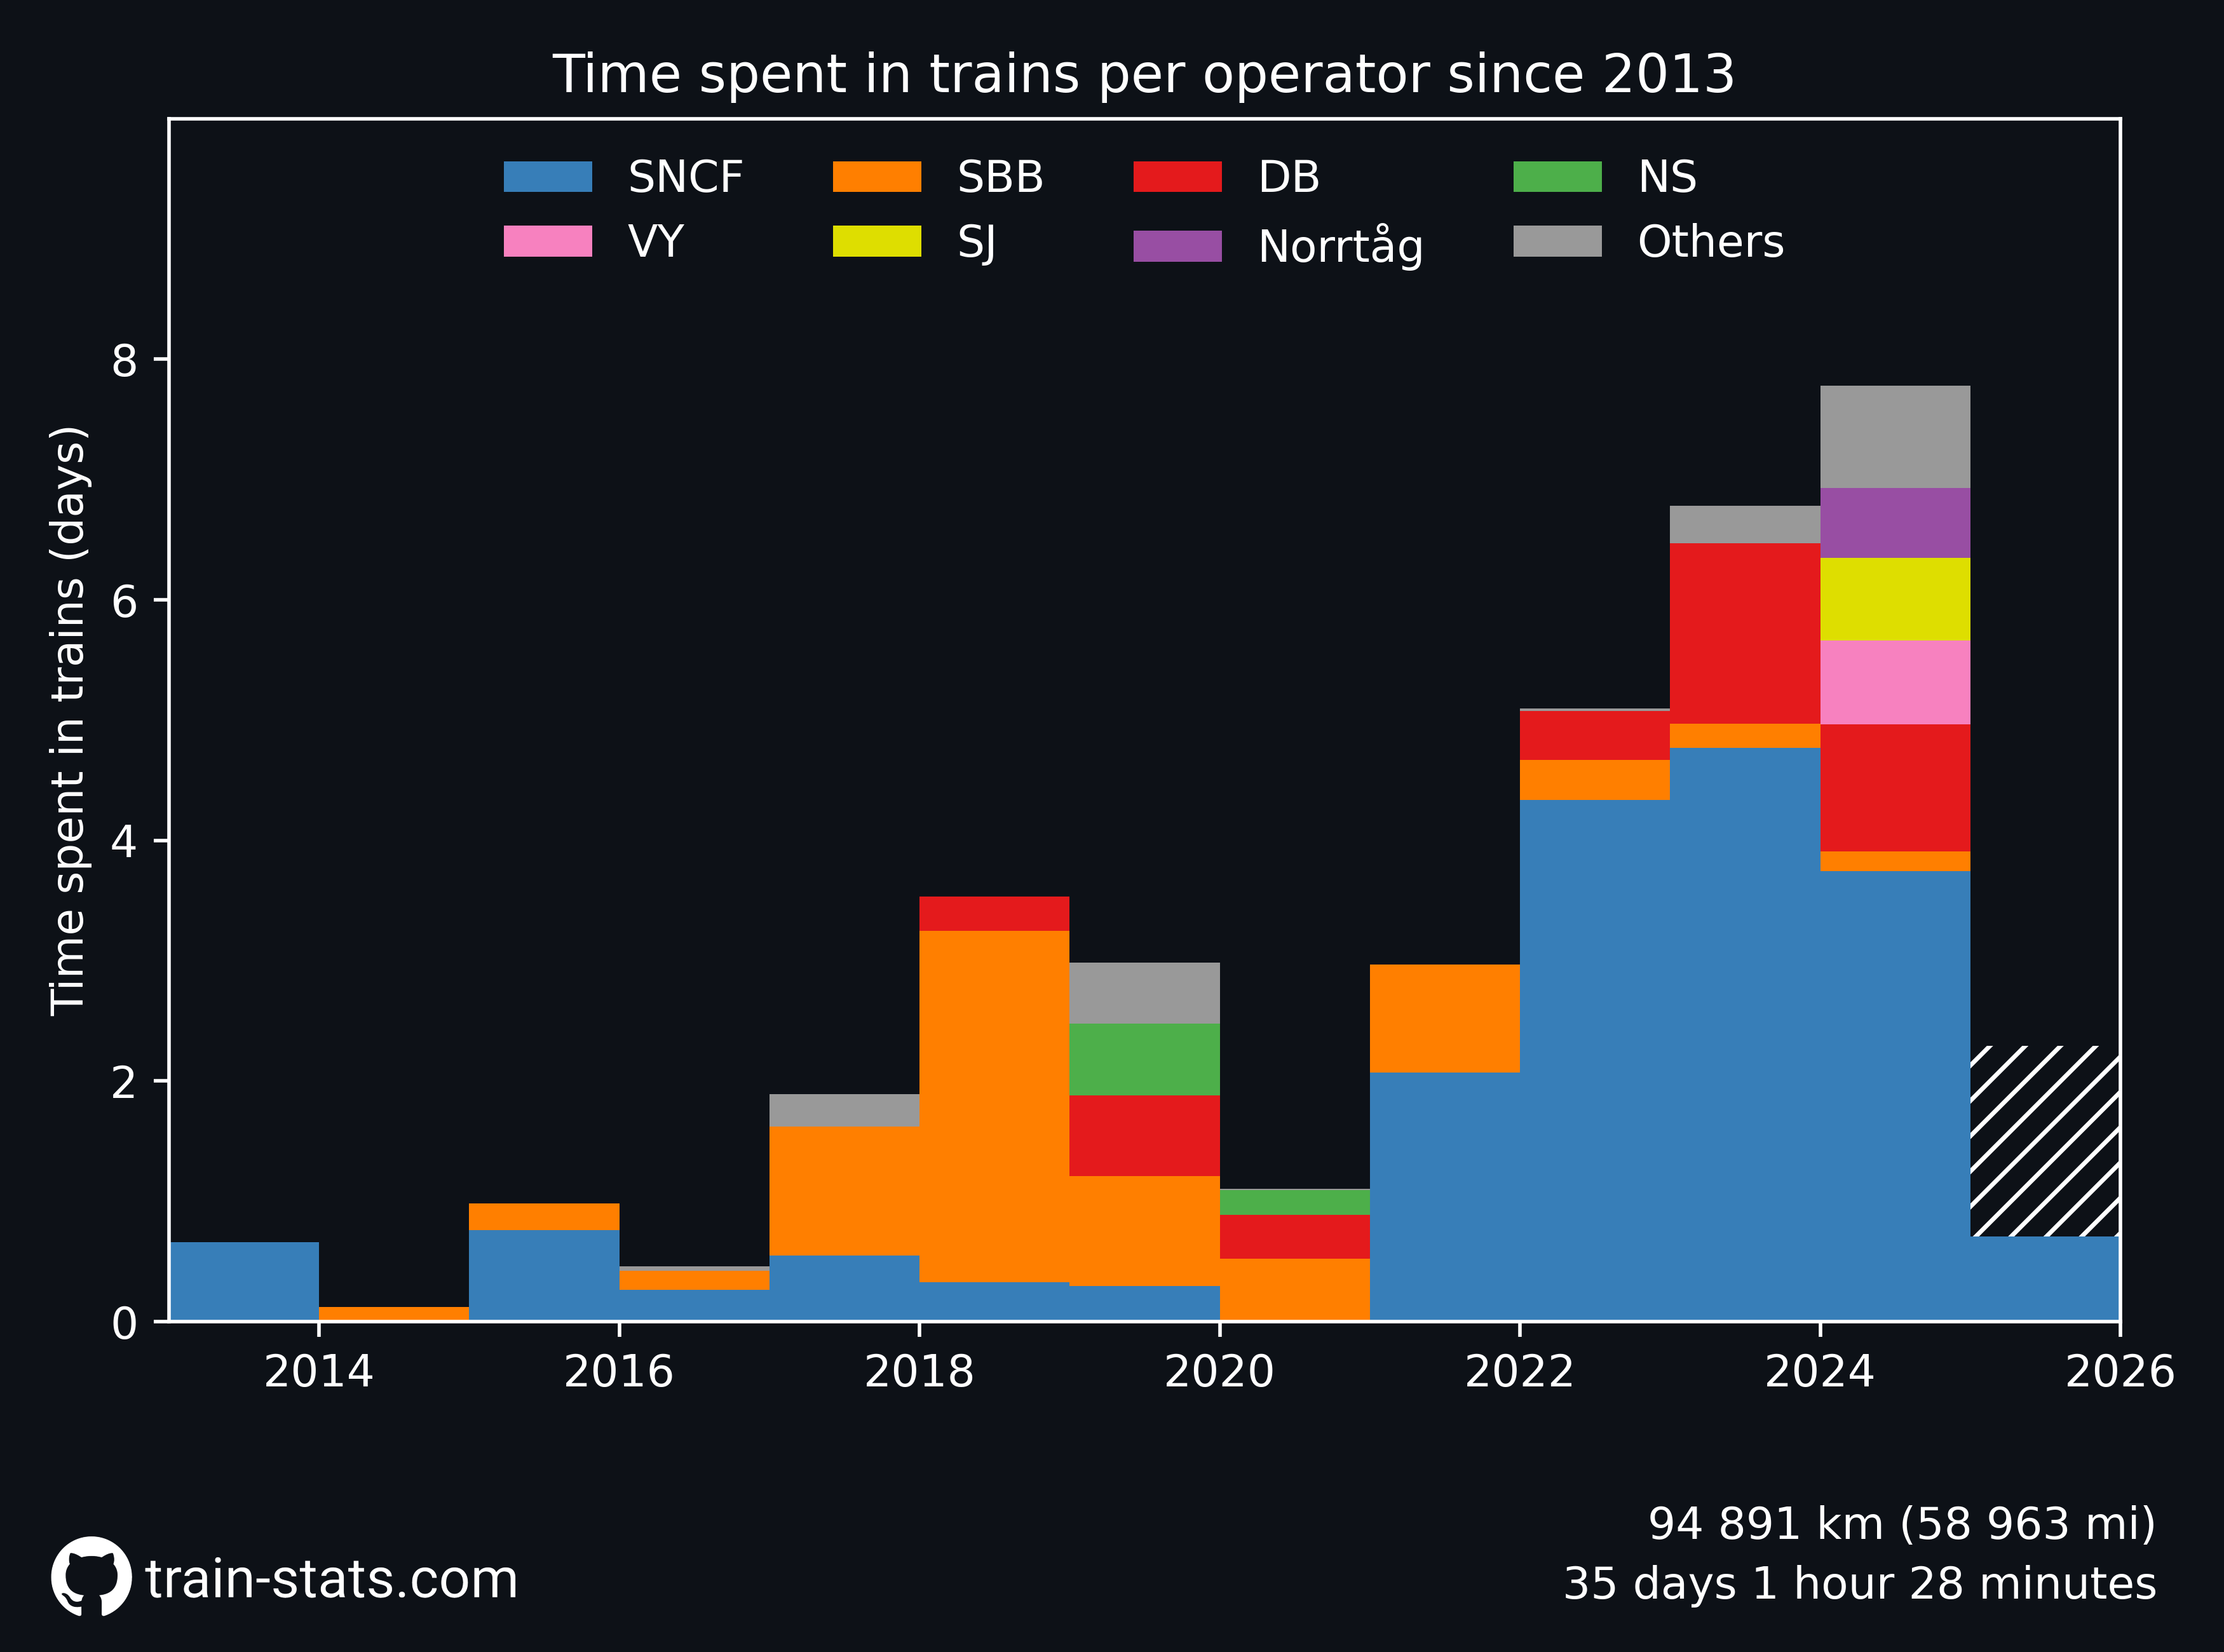 Time spent in trains per operator since 2013
SNCF SBB DB NS
VY SJ Norrtåg Others
Time spent in trains (days)
8
6
4
2
0
2014 2016 2018 2020 2022 2024 2026
94 891 km (58 963 mi)
35 days 1 hour 28 minutes
train-stats.com